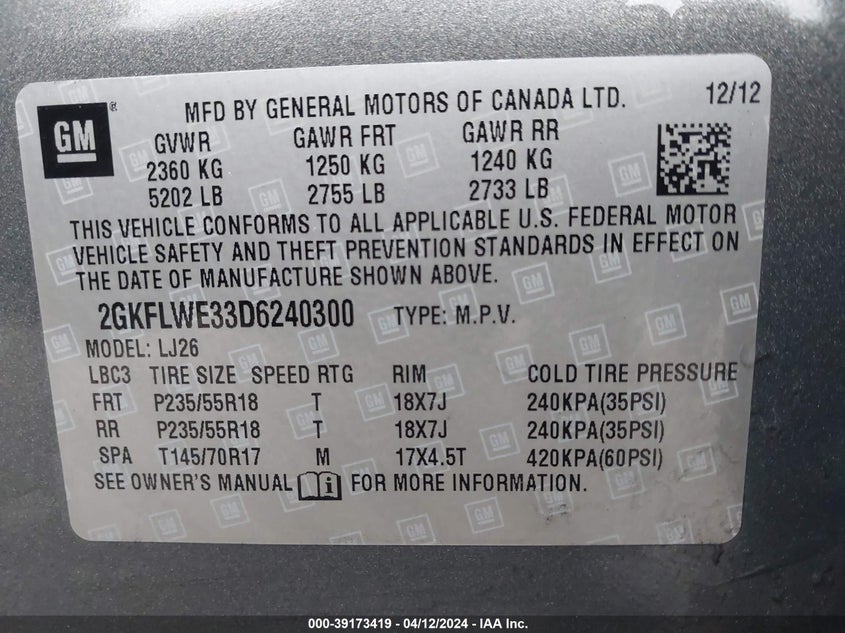 GM ®
MFD BY GENERAL MOTORS OF CANADA LTD. 12/12
GVWR GAWR FRT GAWR RR
2360 KG 1250 KG 1240 KG
5202 LB 2755 LB 2733 LB
THIS VEHICLE CONFORMS TO ALL APPLICABLE U.S. FEDERAL MOTOR
VEHICLE SAFETY AND THEFT PREVENTION STANDARDS IN EFFECT ON
THE DATE OF MANUFACTURE SHOWN ABOVE.
2GKFLWE33D6240300 TYPE: M.P.V.
MODEL: LJ26
LBC3 TIRE SIZE SPEED RTG RIM COLD TIRE PRESSURE
FRT P235/55R18 T 18X7J 240KPA(35PSI)
RR P235/55R18 T 18X7J 240KPA(35PSI)
SPA T145/70R17 M 17X4.5T 420KPA(60PSI)
SEE OWNER'S MANUAL i FOR MORE INFORMATION.
000-39173419 - 04/12/2024 - IAA Inc.